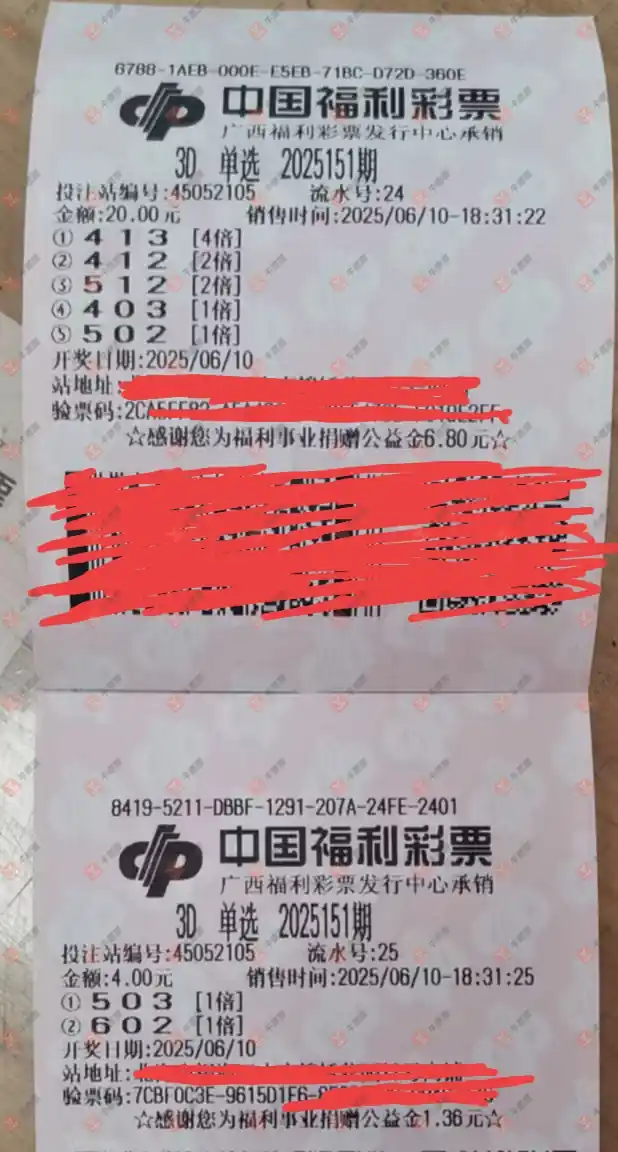 6788-1AEB-000E-E5EB-71BC-D72D-360E
中国福利彩票
广西福利彩票发行中心承销
3D 单选 2025151期
投注站编号:45052105 流水号:24
金额:20.00元 销售时间:2025/06/10-18:31:22
① 4 1 3 [4倍]
② 4 1 2 [2倍]
③ 5 1 2 [2倍]
④ 4 0 3 [1倍]
⑤ 5 0 2 [1倍]
开奖日期:2025/06/10
站地址:
验票码:2CA5FF82
☆感谢您为福利事业捐赠公益金6.80元☆
8419-5211-DBBF-1291-207A-24FE-2401
中国福利彩票
广西福利彩票发行中心承销
3D 单选 2025151期
投注站编号:45052105 流水号:25
金额:4.00元 销售时间:2025/06/10-18:31:25
① 5 0 3 [1倍]
② 6 0 2 [1倍]
开奖日期:2025/06/10
站地址:
验票码:7CBF0C3E-9615D1F6
☆感谢您为福利事业捐赠公益金1.36元☆